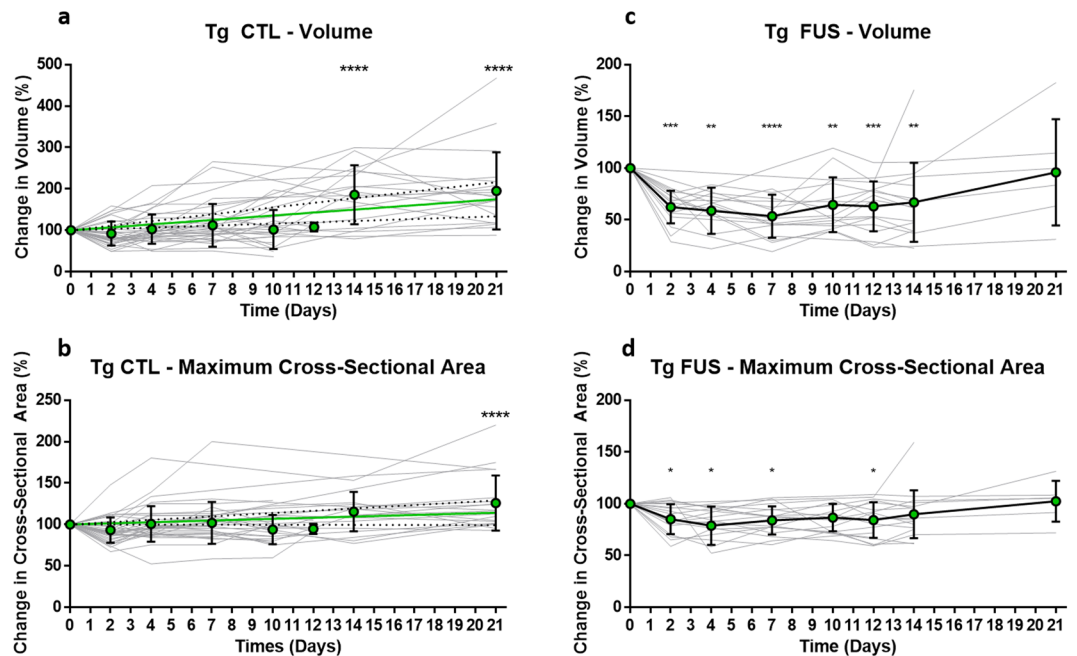 a
Tg CTL - Volume
Change in Volume (%)
500
400
300
200
100
0
**** ****
0 1 2 3 4 5 6 7 8 9 10 11 12 13 14 15 16 17 18 19 20 21
Time (Days)
c
Tg FUS - Volume
Change in Volume (%)
200
150
100
50
0
*** ** **** ** *** **
0 1 2 3 4 5 6 7 8 9 10 11 12 13 14 15 16 17 18 19 20 21
Time (Days)
b
Tg CTL - Maximum Cross-Sectional Area
Change in Cross-Sectional Area (%)
250
200
150
100
50
0
****
0 1 2 3 4 5 6 7 8 9 10 11 12 13 14 15 16 17 18 19 20 21
Times (Days)
d
Tg FUS - Maximum Cross-Sectional Area
Change in Cross-Sectional Area (%)
200
150
100
50
0
* * * *
0 1 2 3 4 5 6 7 8 9 10 11 12 13 14 15 16 17 18 19 20 21
Time (Days)